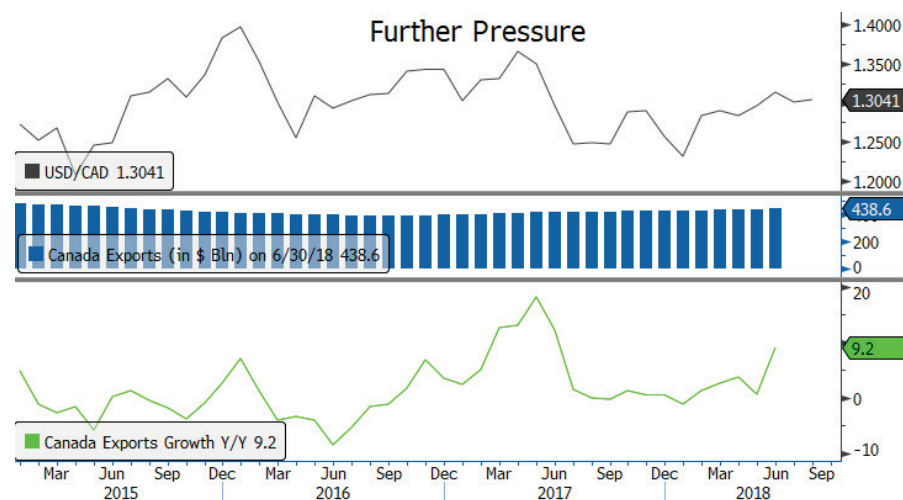 Further Pressure
1.4000
1.3500
1.3041
1.2500
1.2000
USD/CAD 1.3041
438.6
200
0
Canada Exports (in $ Bln) on 6/30/18 438.6
20
9.2
0
-10
Canada Exports Growth Y/Y 9.2
Mar Jun Sep Dec Mar Jun Sep Dec Mar Jun Sep Dec Mar Jun Sep
2015 2016 2017 2018